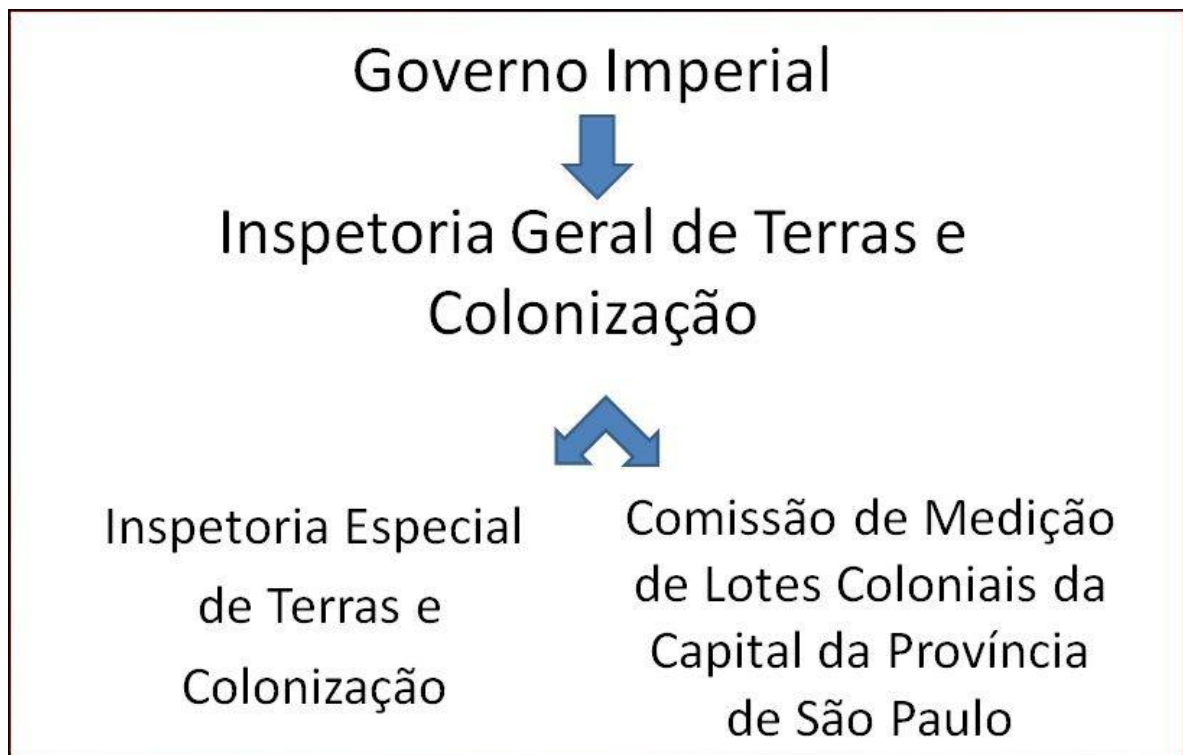 Governo Imperial
Inspetoria Geral de Terras e
Colonização
Inspetoria Especial
de Terras e
Colonização
Comissão de Medição
de Lotes Coloniais da
Capital da Província
de São Paulo